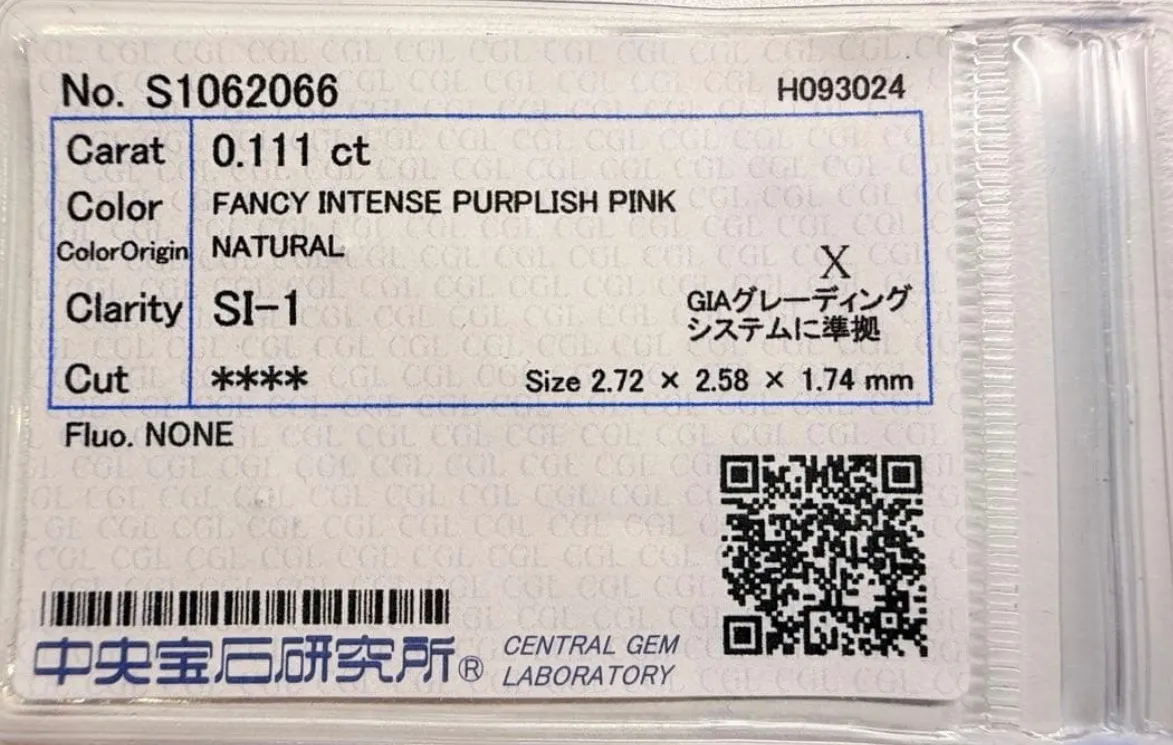 No. S1062066 H093024
Carat 0.111 ct
Color FANCY INTENSE PURPLISH PINK
ColorOrigin NATURAL
X
Clarity SI-1 GIAグレーディング
システムに準拠
Cut **** Size 2.72 × 2.58 × 1.74 mm
Fluo. NONE
中央宝石研究所® CENTRAL GEM
LABORATORY